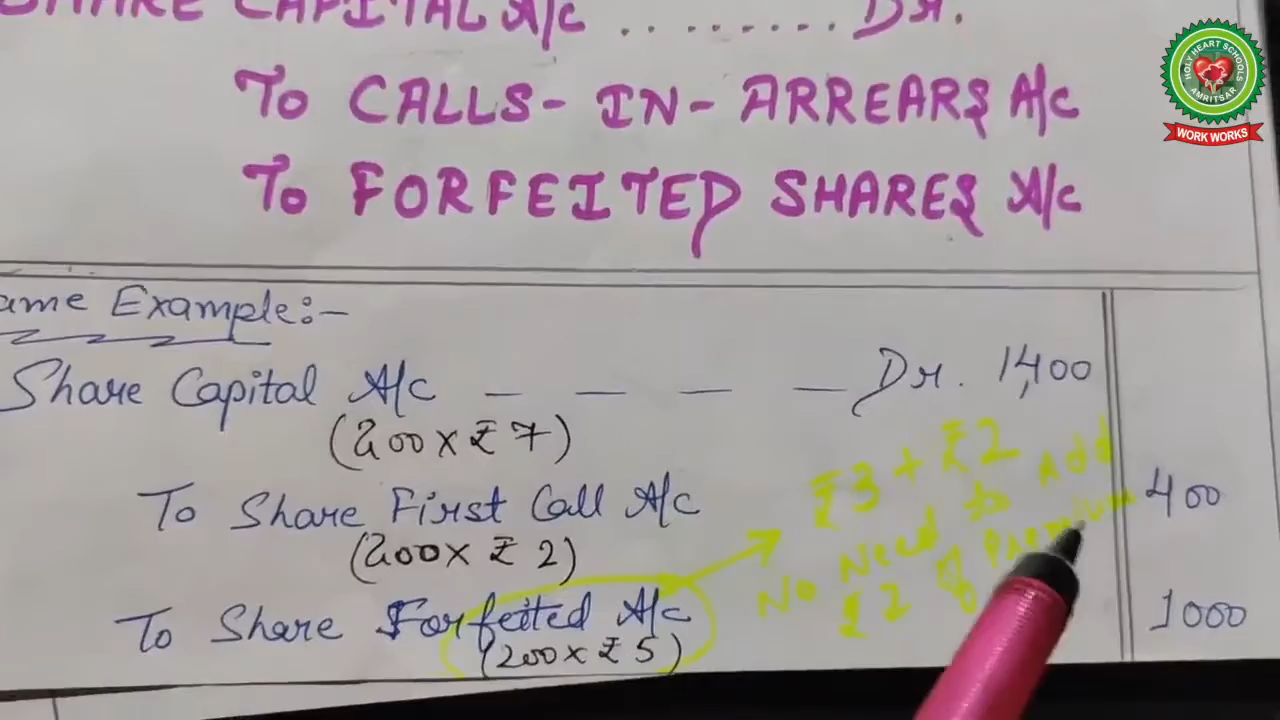 SHARE CAPITAL A/c ......... Dr.
To CALLS-IN-ARREARS A/c
To FORFEITED SHARES A/c
ame Example:-
Share Capital A/c — — — — Dr. 1,400
(200 x ₹ 7)
To Share First Call A/c 400
(200 x ₹ 2)
To Share Forfeited A/c 1000
(200 x ₹ 5)
₹3 + ₹2
No Need to Add
₹2 of Premium
HOLY HEART SCHOOLS
AMRITSAR
WORK WORKS